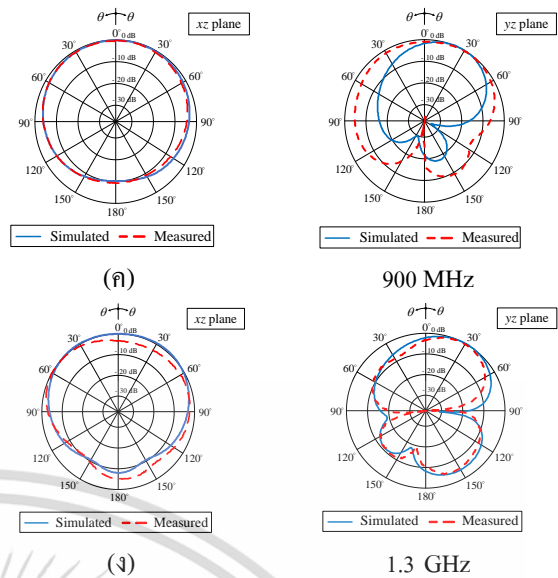 θ θ
xz plane
0° 0 dB
30° 30°
-10 dB
60° 60°
-20 dB
-30 dB
90° 90°
120° 120°
150° 150°
180°
Simulated Measured
(ค)
θ θ
yz plane
0° 0 dB
30° 30°
-10 dB
60° 60°
-20 dB
-30 dB
90° 90°
120° 120°
150° 150°
180°
Simulated Measured
900 MHz
θ θ
xz plane
0° 0 dB
30° 30°
-10 dB
60° 60°
-20 dB
-30 dB
90° 90°
120° 120°
150° 150°
180°
Simulated Measured
(ง)
θ θ
yz plane
0° 0 dB
30° 30°
-10 dB
60° 60°
-20 dB
-30 dB
90° 90°
120° 120°
150° 150°
180°
Simulated Measured
1.3 GHz